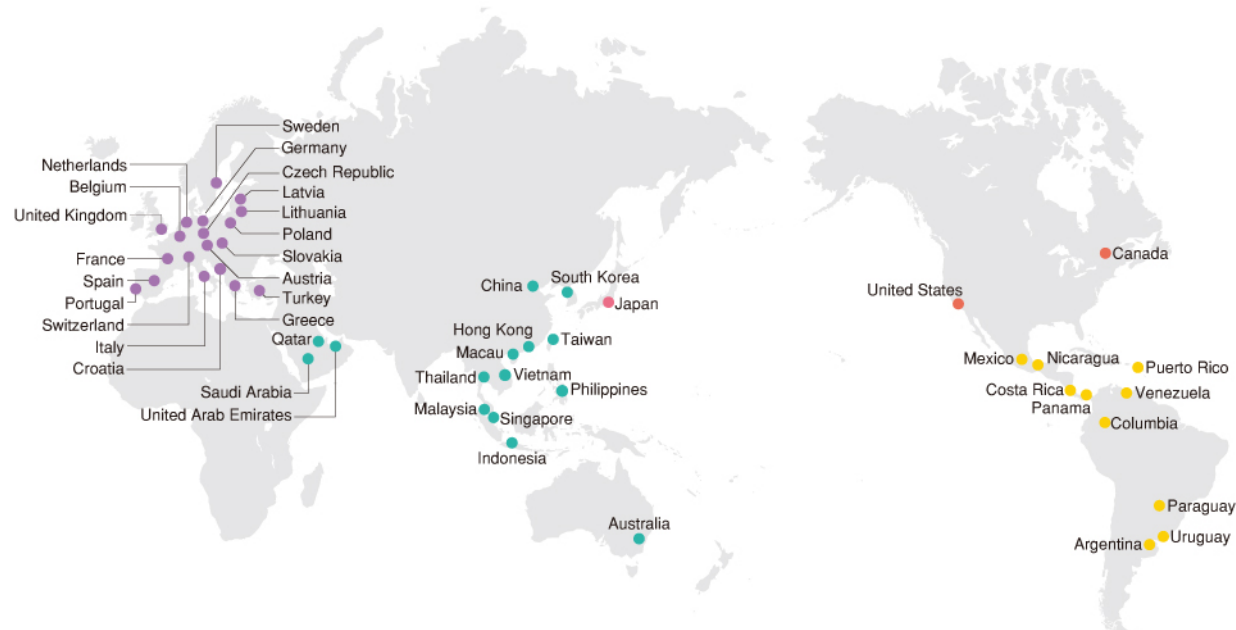 Sweden
Germany
Czech Republic
Latvia
Lithuania
Poland
Slovakia
Austria
Turkey
Greece
Netherlands
Belgium
United Kingdom
France
Spain
Portugal
Switzerland
Italy
Croatia
Qatar
Saudi Arabia
United Arab Emirates
China
South Korea
Japan
Hong Kong
Taiwan
Macau
Thailand
Vietnam
Philippines
Malaysia
Singapore
Indonesia
Australia
Canada
United States
Mexico
Nicaragua
Puerto Rico
Costa Rica
Venezuela
Panama
Columbia
Paraguay
Uruguay
Argentina